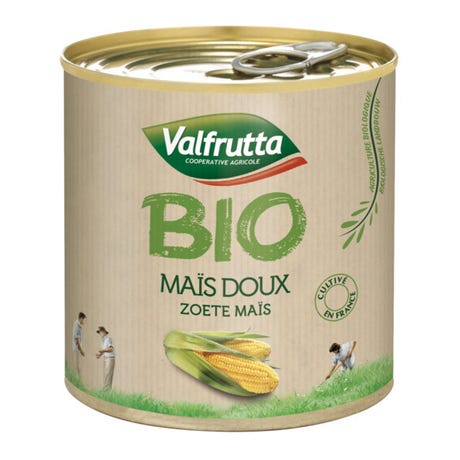 Valfrutta
COOPERATIVE AGRICOLE
BIO
MAÏS DOUX
ZOETE MAÏS
CULTIVÉ
EN FRANCE
AGRICULTURE BIOLOGIQUE
BIOLOGISCHE LANDBOUW